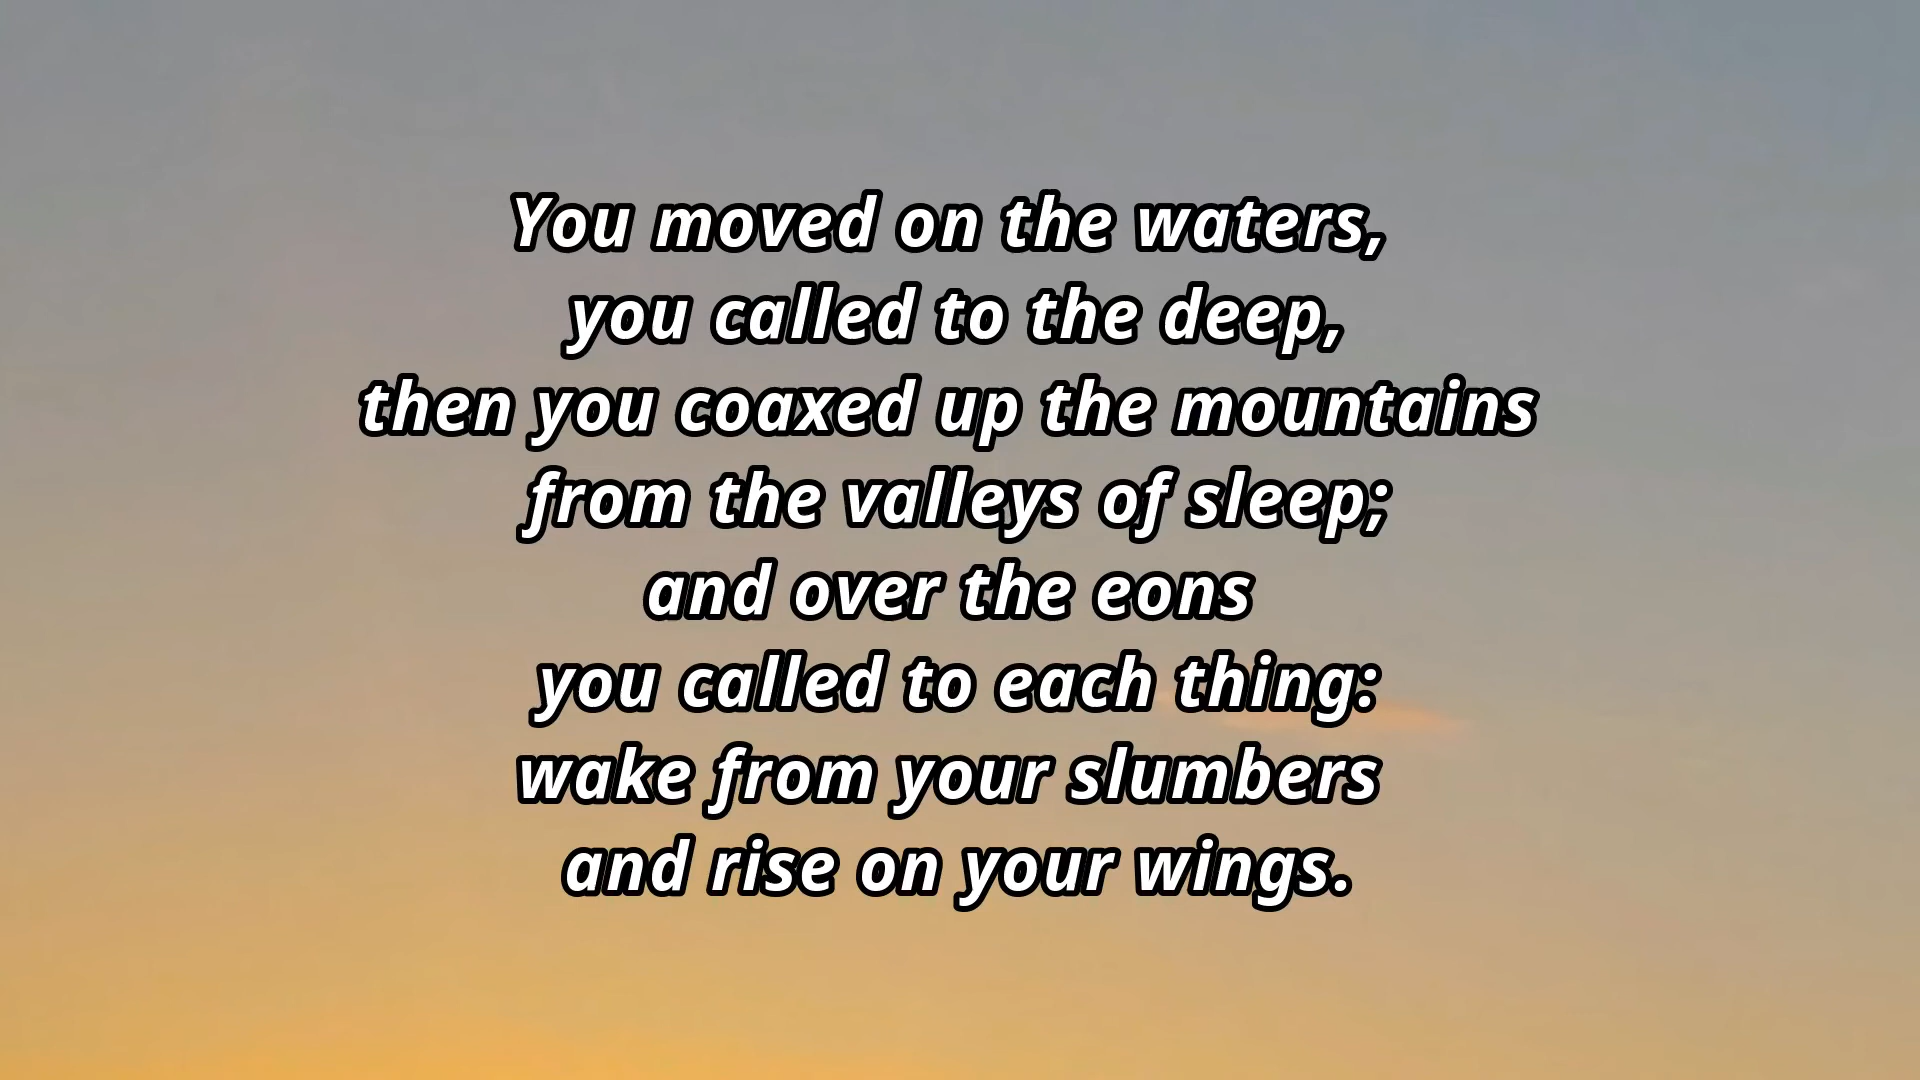 You moved on the waters,
you called to the deep,
then you coaxed up the mountains
from the valleys of sleep;
and over the eons
you called to each thing:
wake from your slumbers
and rise on your wings.